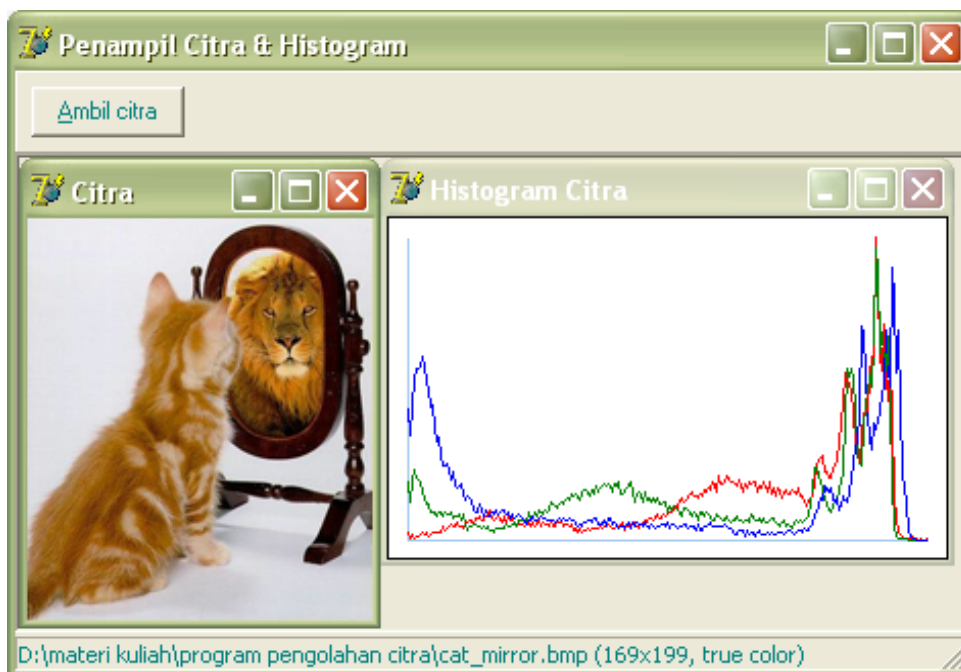 Penampil Citra & Histogram
Ambil citra
Citra
Histogram Citra
D:\materi kuliah\program pengolahan citra\cat_mirror.bmp (169x199, true color)